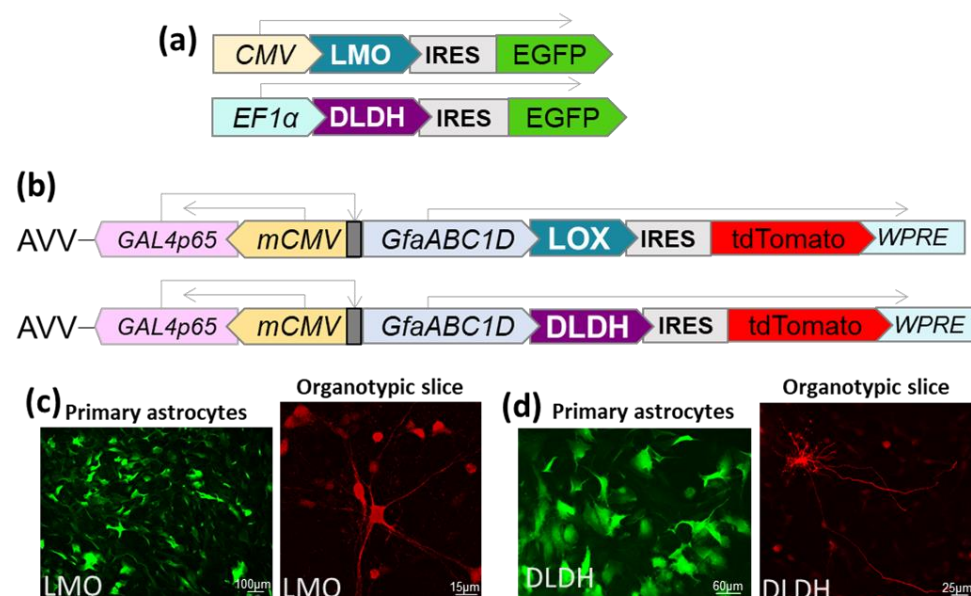 (a)
CMV LMO IRES EGFP
EF1α DLDH IRES EGFP
(b)
AVV GAL4p65 mCMV GfaABC1D LOX IRES tdTomato WPRE
AVV GAL4p65 mCMV GfaABC1D DLDH IRES tdTomato WPRE
(c) Primary astrocytes Organotypic slice (d) Primary astrocytes Organotypic slice
LMO 100µm LMO 15µm DLDH 60µm DLDH 25µm